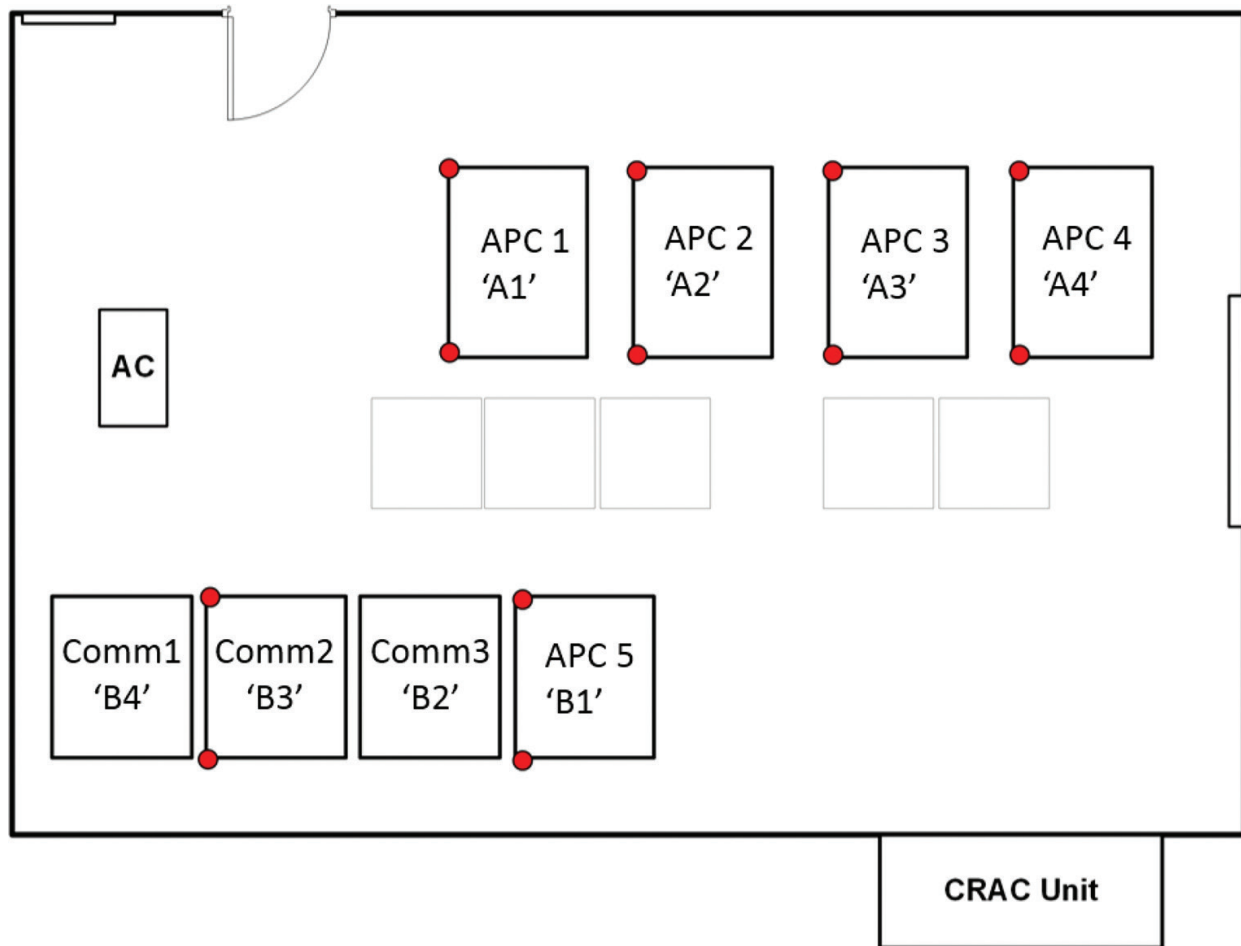 APC 1
‘A1’
APC 2
‘A2’
APC 3
‘A3’
APC 4
‘A4’
AC
Comm1
‘B4’
Comm2
‘B3’
Comm3
‘B2’
APC 5
‘B1’
CRAC Unit